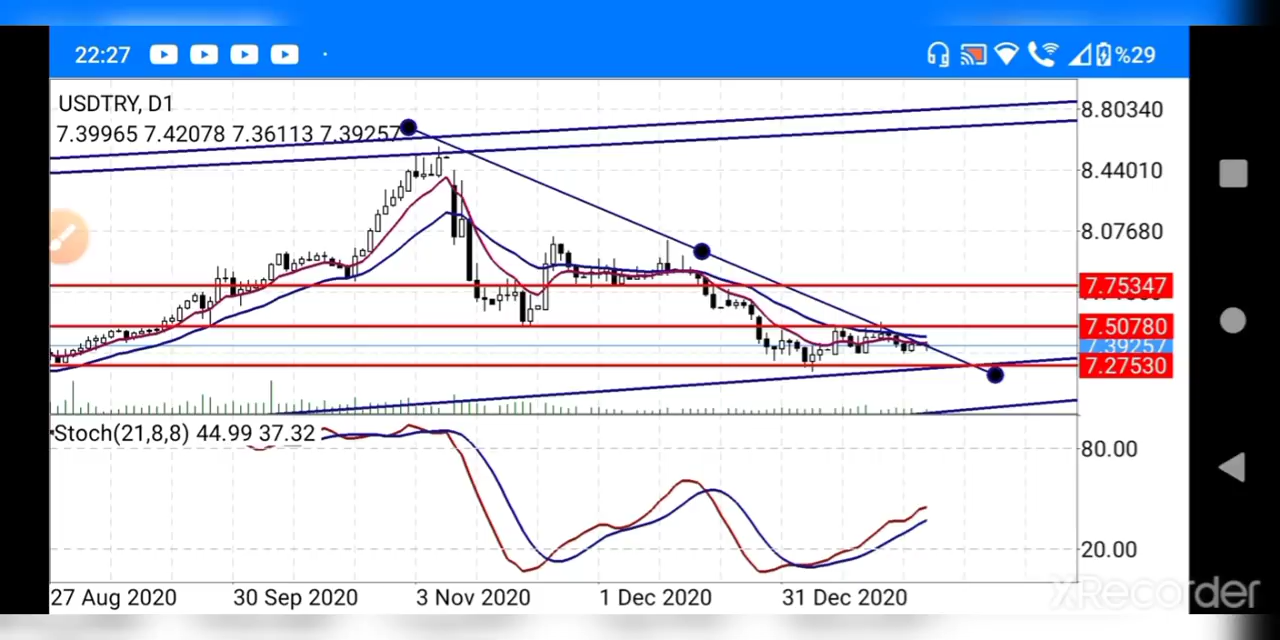 22:27
%29
USDTRY, D1
7.39965 7.42078 7.36113 7.39257
8.80340
8.44010
8.07680
7.75347
7.50780
7.39257
7.27530
Stoch(21,8,8) 44.99 37.32
80.00
20.00
27 Aug 2020 30 Sep 2020 3 Nov 2020 1 Dec 2020 31 Dec 2020
XRecorder